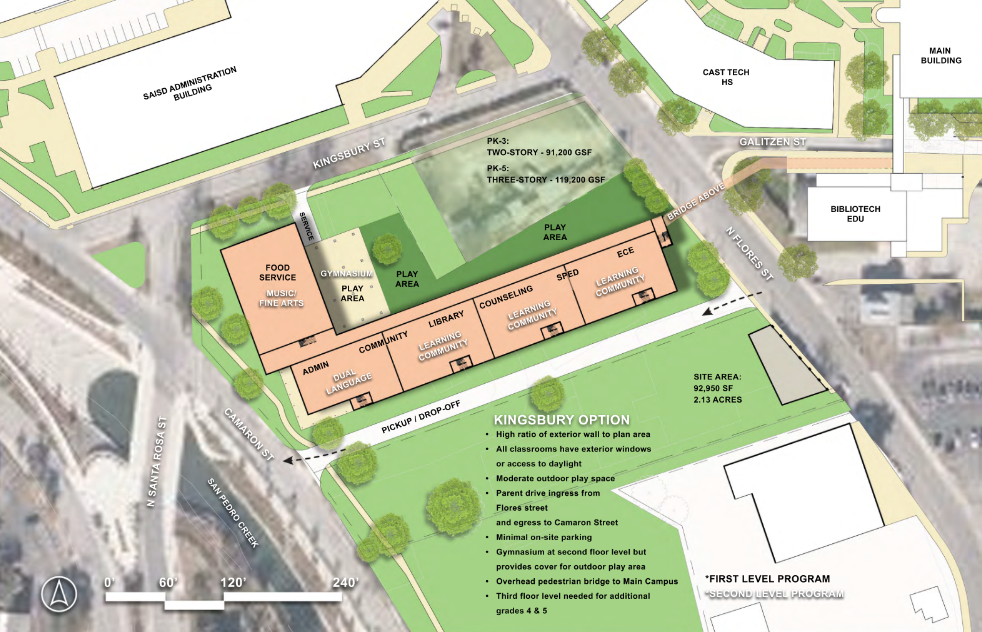 SAISD ADMINISTRATION
BUILDING
CAST TECH
HS
MAIN
BUILDING
KINGSBURY ST
GALITZEN ST
PK-3:
TWO-STORY - 91,200 GSF
PK-5:
THREE-STORY - 119,200 GSF
BRIDGE ABOVE
BIBLIOTECH
EDU
SERVICE
PLAY
AREA
N FLORES ST
FOOD
SERVICE
MUSIC/
FINE ARTS
GYMNASIUM
PLAY
AREA
PLAY
AREA
ECE
SPED
LEARNING
COMMUNITY
COUNSELING
LEARNING
COMMUNITY
LIBRARY
LEARNING
COMMUNITY
COMMUNITY
ADMIN
DUAL
LANGUAGE
PICKUP / DROP-OFF
SITE AREA:
92,950 SF
2.13 ACRES
CAMARON ST
N SANTA ROSA ST
SAN PEDRO CREEK
KINGSBURY OPTION
• High ratio of exterior wall to plan area
• All classrooms have exterior windows
or access to daylight
• Moderate outdoor play space
• Parent drive ingress from
Flores street
and egress to Camaron Street
• Minimal on-site parking
• Gymnasium at second floor level but
provides cover for outdoor play area
• Overhead pedestrian bridge to Main Campus
• Third floor level needed for additional
grades 4 & 5
*FIRST LEVEL PROGRAM
*SECOND LEVEL PROGRAM
0' 60' 120' 240'